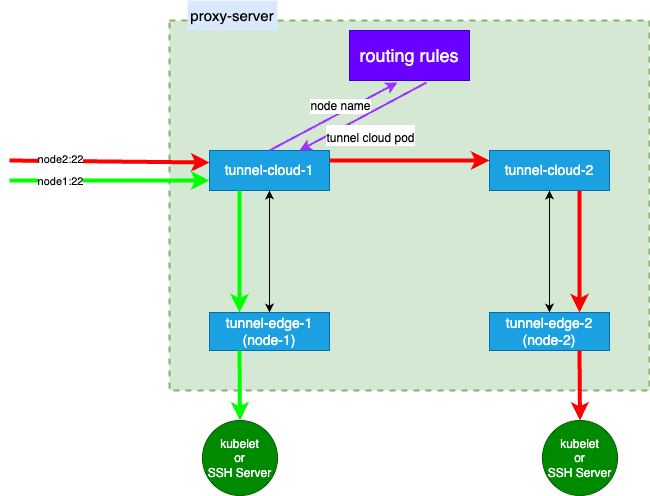 proxy-server
routing rules
node name
tunnel cloud pod
node2:22
node1:22
tunnel-cloud-1
tunnel-cloud-2
tunnel-edge-1
(node-1)
tunnel-edge-2
(node-2)
kubelet
or
SSH Server
kubelet
or
SSH Server